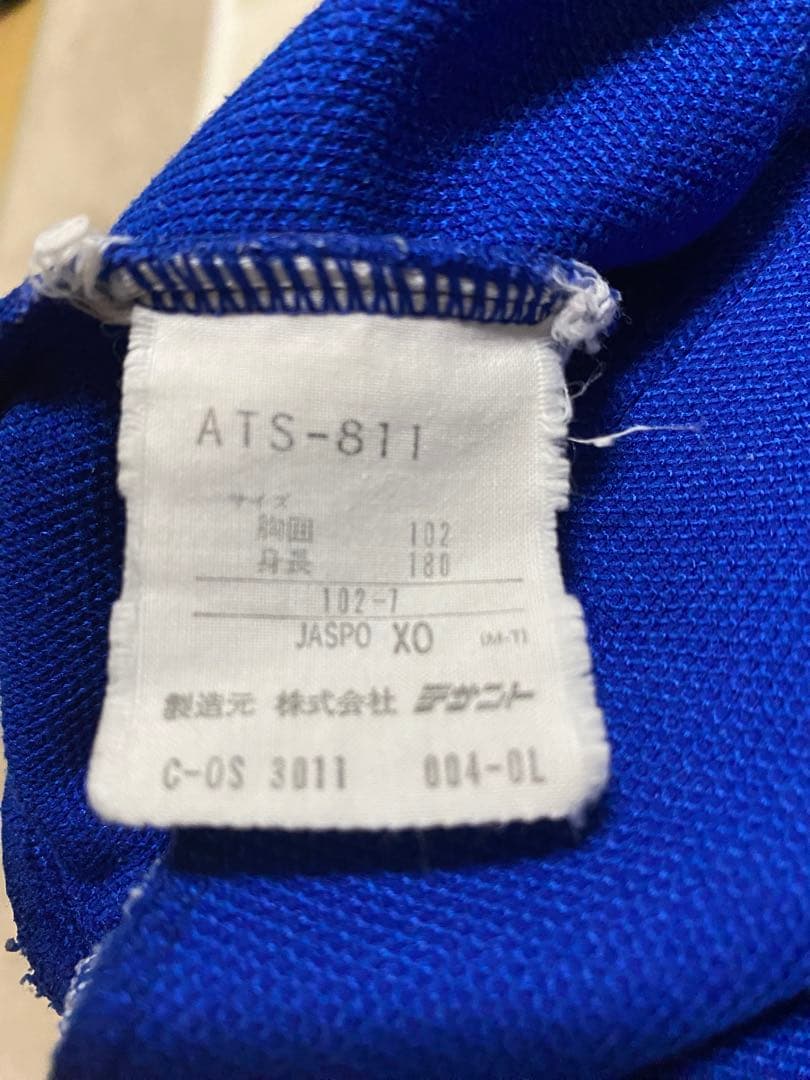 ATS-811
サイズ
胸囲 102
身長 180
102-7
JASPO XO (M-T)
製造元 株式会社 デサント
C-OS 3011 004-0L